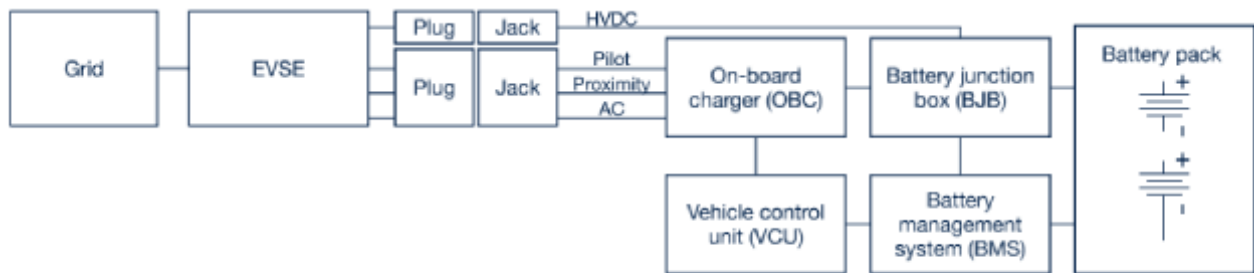 Grid
EVSE
Plug
Jack
HVDC
Plug
Jack
Pilot
Proximity
AC
On-board
charger (OBC)
Battery junction
box (BJB)
Battery pack
+
+
Vehicle control
unit (VCU)
Battery
management
system (BMS)